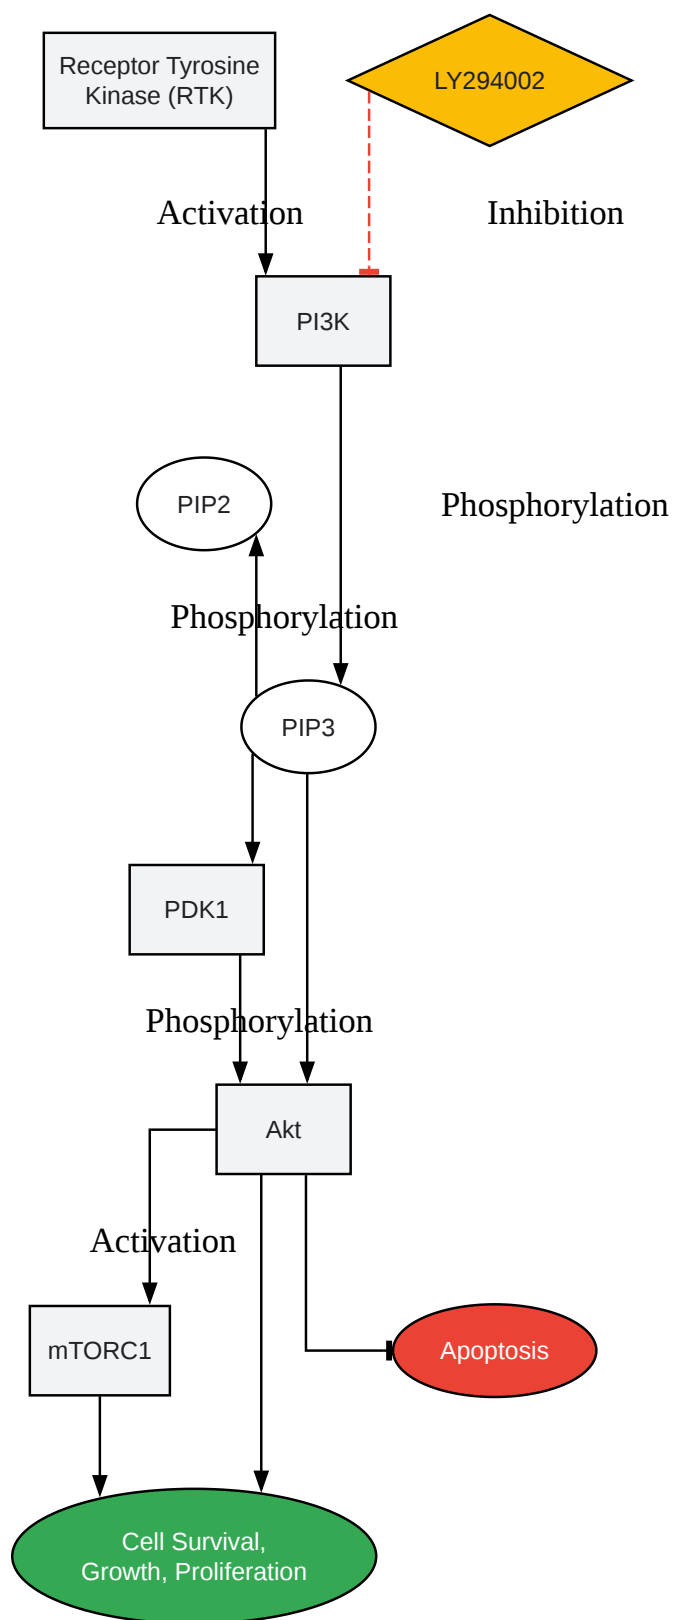 Receptor Tyrosine
Kinase (RTK)
LY294002
Activation
Inhibition
PI3K
PIP2
Phosphorylation
Phosphorylation
PIP3
PDK1
Phosphorylation
Akt
Activation
mTORC1
Apoptosis
Cell Survival,
Growth, Proliferation